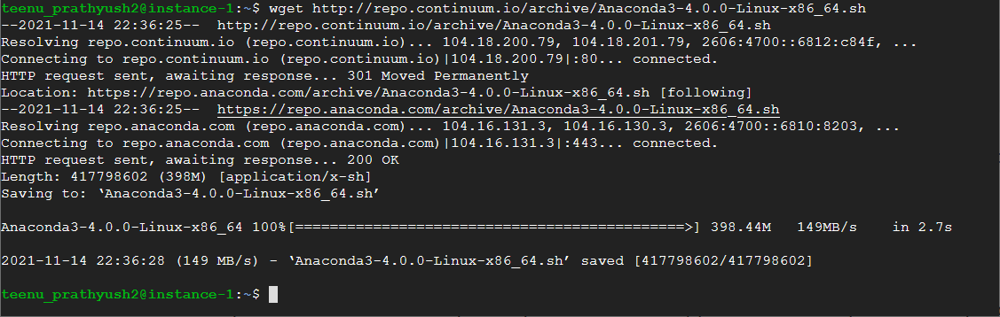 teenu_prathyush2@instance-1:~$ wget http://repo.continuum.io/archive/Anaconda3-4.0.0-Linux-x86_64.sh
--2021-11-14 22:36:25--  http://repo.continuum.io/archive/Anaconda3-4.0.0-Linux-x86_64.sh
Resolving repo.continuum.io (repo.continuum.io)... 104.18.200.79, 104.18.201.79, 2606:4700::6812:c84f, ...
Connecting to repo.continuum.io (repo.continuum.io)|104.18.200.79|:80... connected.
HTTP request sent, awaiting response... 301 Moved Permanently
Location: https://repo.anaconda.com/archive/Anaconda3-4.0.0-Linux-x86_64.sh [following]
--2021-11-14 22:36:25--  https://repo.anaconda.com/archive/Anaconda3-4.0.0-Linux-x86_64.sh
Resolving repo.anaconda.com (repo.anaconda.com)... 104.16.131.3, 104.16.130.3, 2606:4700::6810:8203, ...
Connecting to repo.anaconda.com (repo.anaconda.com)|104.16.131.3|:443... connected.
HTTP request sent, awaiting response... 200 OK
Length: 417798602 (398M) [application/x-sh]
Saving to: ‘Anaconda3-4.0.0-Linux-x86_64.sh’
Anaconda3-4.0.0-Linux-x86_64 100%[=============================================>] 398.44M   149MB/s    in 2.7s
2021-11-14 22:36:28 (149 MB/s) - ‘Anaconda3-4.0.0-Linux-x86_64.sh’ saved [417798602/417798602]
teenu_prathyush2@instance-1:~$